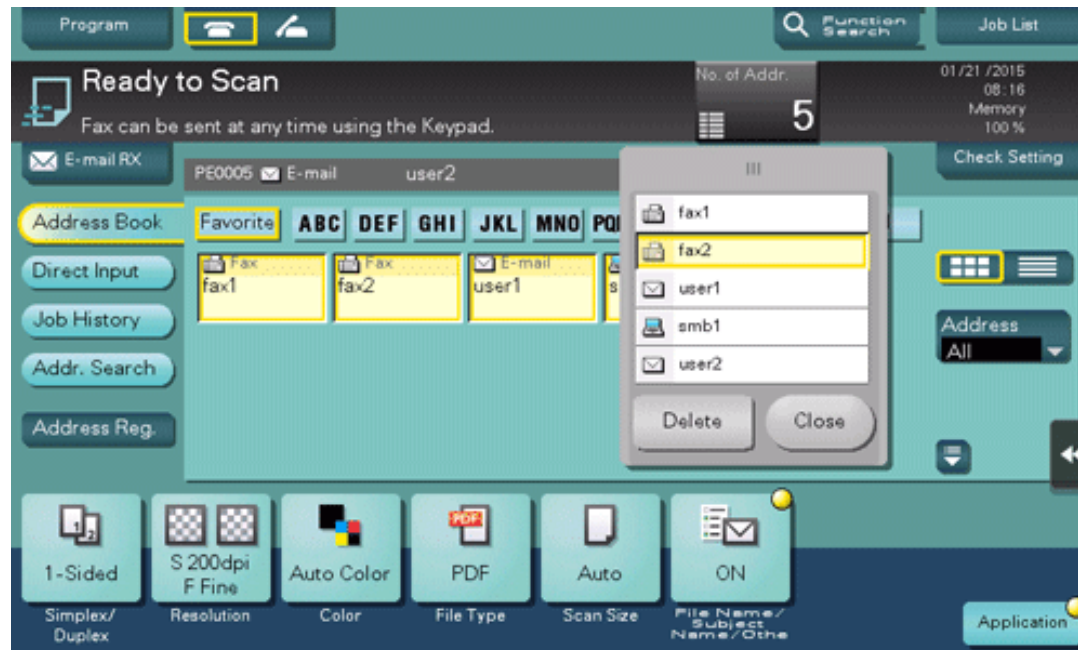 Program
Function
Search
Job List
Ready to Scan
Fax can be sent at any time using the Keypad.
No. of Addr.
5
01/21 /2015
08:16
Memory
100 %
E-mail RX
PE0005 E-mail user2
Check Setting
Address Book
Direct Input
Job History
Addr. Search
Address Reg.
Favorite ABC DEF GHI JKL MNO
Fax
fax1
Fax
fax2
E-mail
user1
fax1
fax2
user1
smb1
user2
Delete Close
Address
All
1-Sided
Simplex/
Duplex
S 200dpi
F Fine
Resolution
Auto Color
Color
PDF
PDF
File Type
Auto
Scan Size
ON
File Name/
Subject
Name/Othe
Application